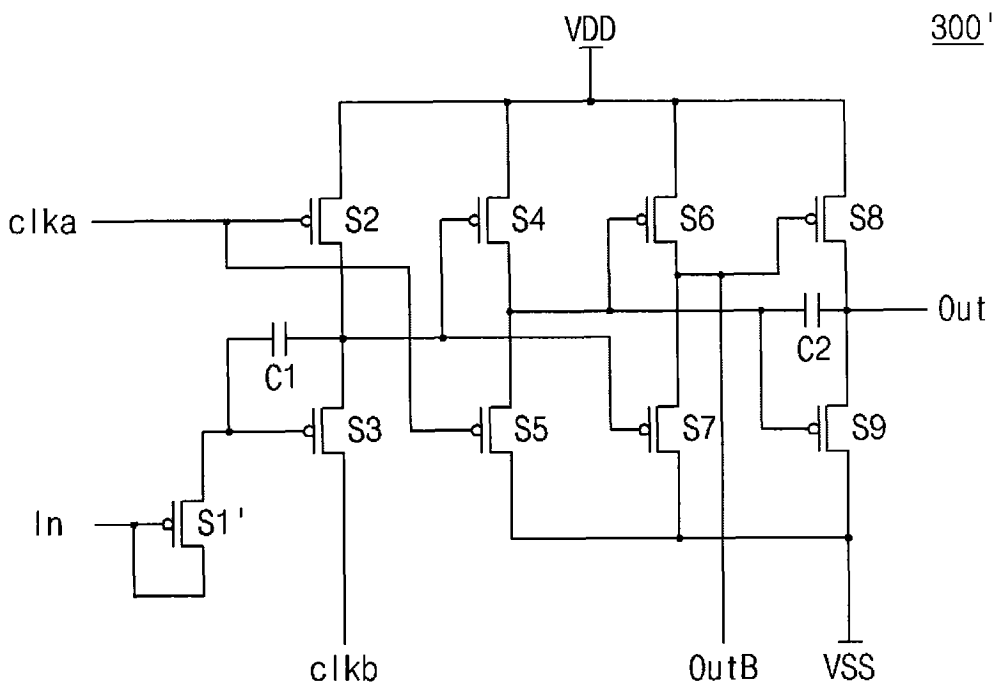 300'
VDD
clka
S2
S4
S6
S8
Out
C1
C2
S3
S5
S7
S9
In
S1'
clkb
OutB
VSS